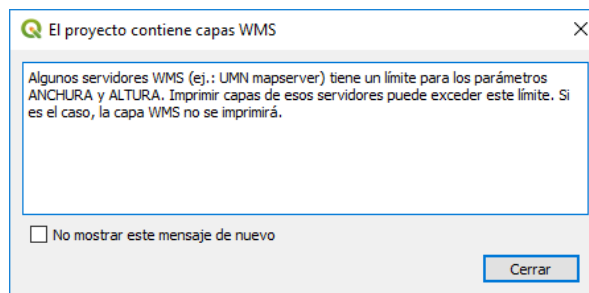 El proyecto contiene capas WMS
Algunos servidores WMS (ej.: UMN mapserver) tiene un límite para los parámetros
ANCHURA y ALTURA. Imprimir capas de esos servidores puede exceder este límite. Si
es el caso, la capa WMS no se imprimirá.
No mostrar este mensaje de nuevo
Cerrar